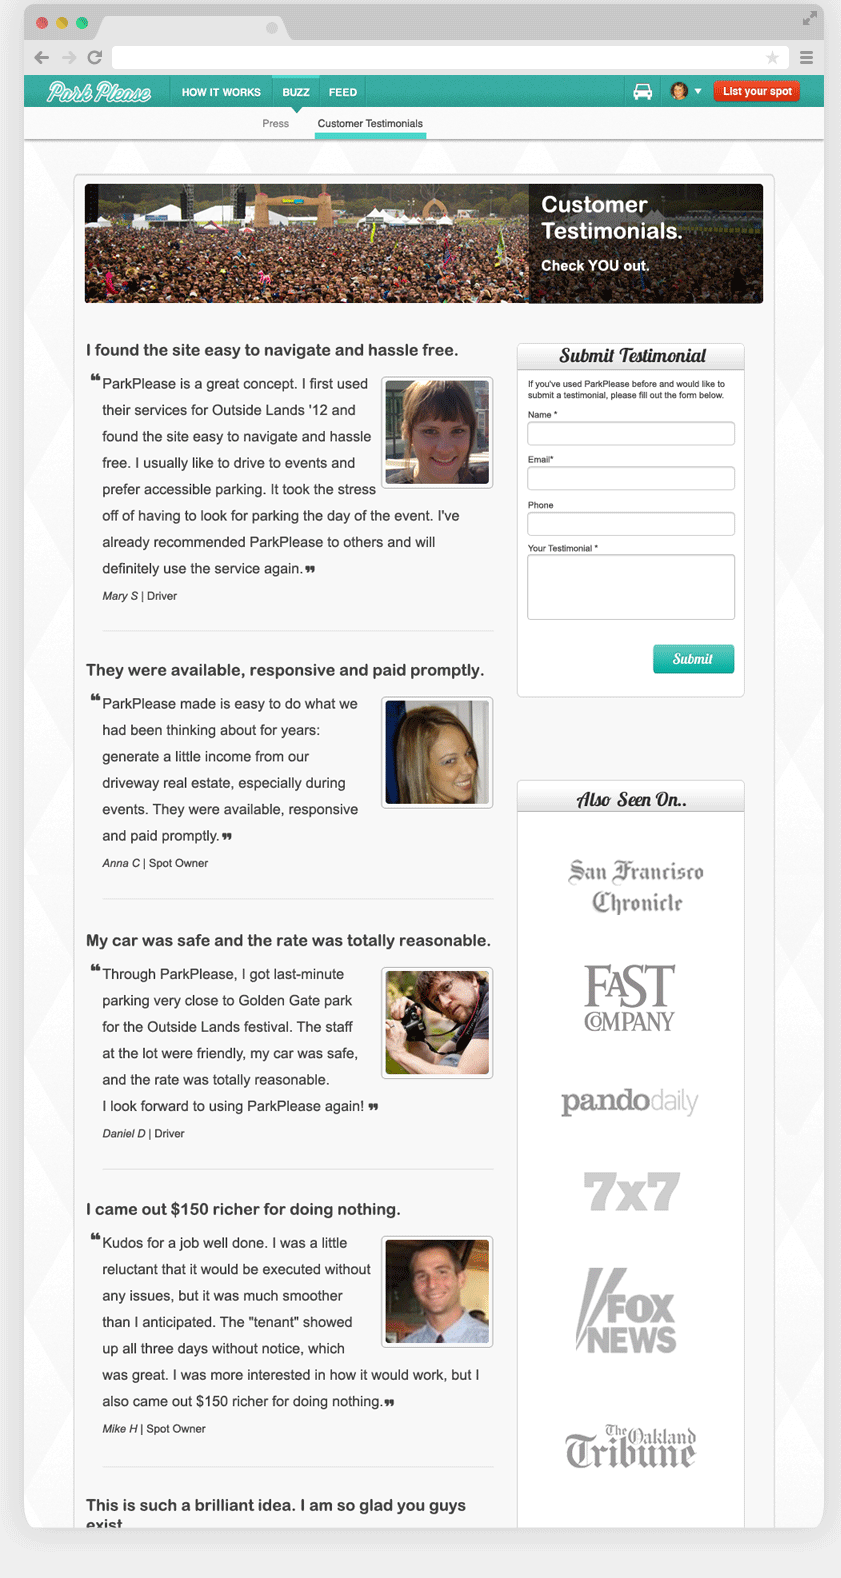 Park Please
HOW IT WORKS
BUZZ
FEED
List your spot
Press
Customer Testimonials
Customer
Testimonials.
Check YOU out.
I found the site easy to navigate and hassle free.
❝ParkPlease is a great concept. I first used
their services for Outside Lands '12 and
found the site easy to navigate and hassle
free. I usually like to drive to events and
prefer accessible parking. It took the stress
off of having to look for parking the day of the event. I've
already recommended ParkPlease to others and will
definitely use the service again.❞
Mary S | Driver
They were available, responsive and paid promptly.
❝ParkPlease made is easy to do what we
had been thinking about for years:
generate a little income from our
driveway real estate, especially during
events. They were available, responsive
and paid promptly.❞
Anna C | Spot Owner
My car was safe and the rate was totally reasonable.
❝Through ParkPlease, I got last-minute
parking very close to Golden Gate park
for the Outside Lands festival. The staff
at the lot were friendly, my car was safe,
and the rate was totally reasonable.
I look forward to using ParkPlease again! ❞
Daniel D | Driver
I came out $150 richer for doing nothing.
❝Kudos for a job well done. I was a little
reluctant that it would be executed without
any issues, but it was much smoother
than I anticipated. The "tenant" showed
up all three days without notice, which
was great. I was more interested in how it would work, but I
also came out $150 richer for doing nothing.❞
Mike H | Spot Owner
This is such a brilliant idea. I am so glad you guys
exist
Submit Testimonial
If you've used ParkPlease before and would like to
submit a testimonial, please fill out the form below.
Name *
Email*
Phone
Your Testimonial *
Submit
Also Seen On..
San Francisco
Chronicle
FAST
COMPANY
pandodaily
7x7
FOX
NEWS
The Oakland
Tribune